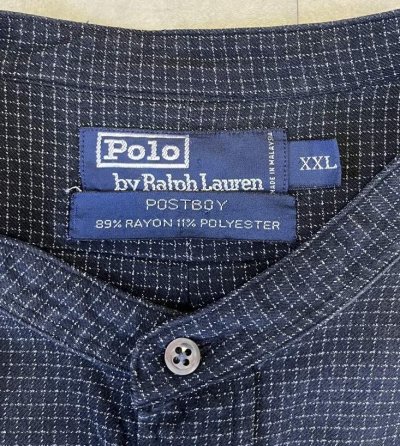 Polo
by Ralph Lauren
MADE IN MALAYSIA
XXL
POSTBOY
89% RAYON 11% POLYESTER